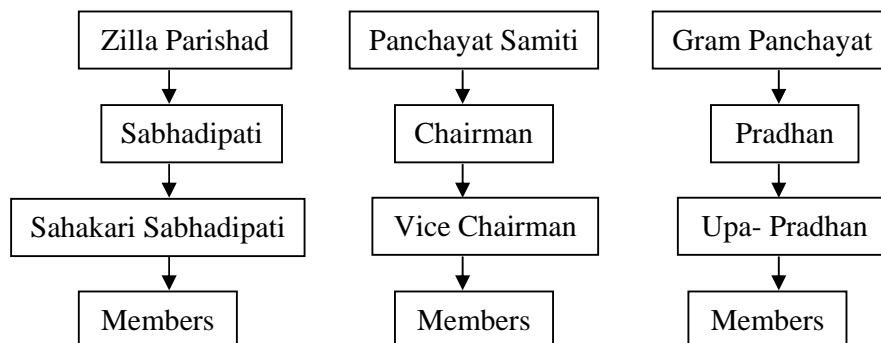 Zilla Parishad
Panchayat Samiti
Gram Panchayat
Sabhadipati
Chairman
Pradhan
Sahakari Sabhadipati
Vice Chairman
Upa- Pradhan
Members
Members
Members